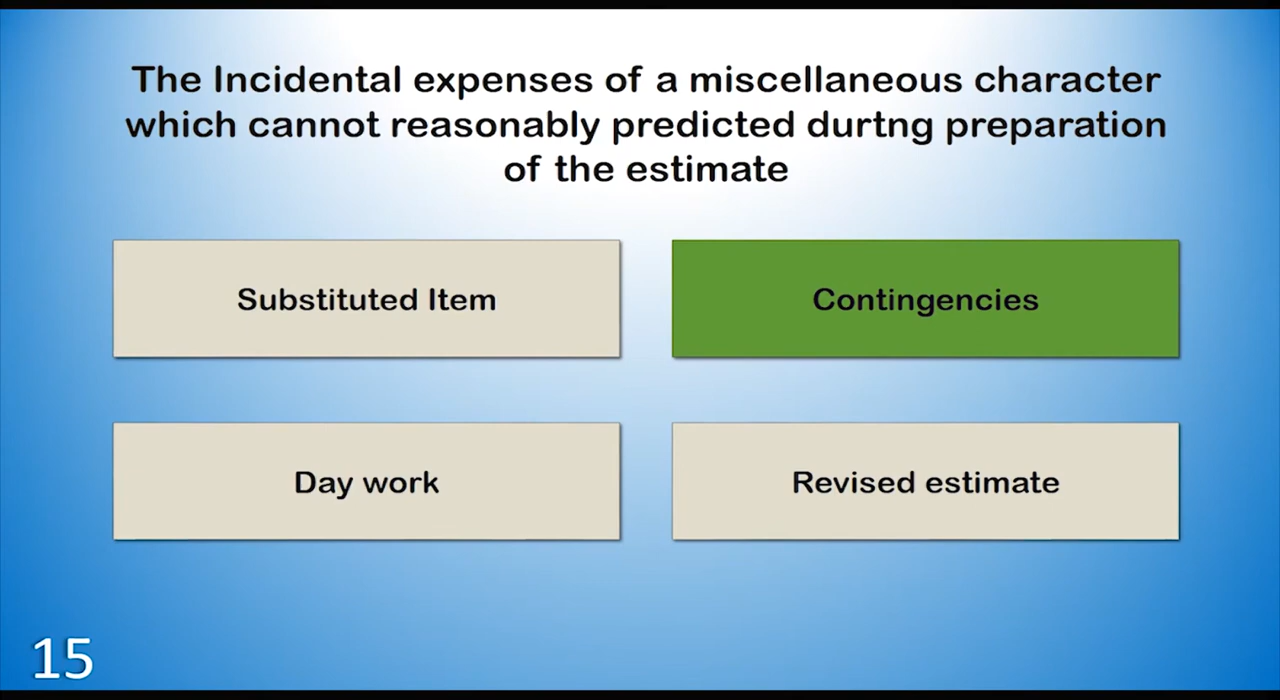 The Incidental expenses of a miscellaneous character
which cannot reasonably predicted durtng preparation
of the estimate
Substituted Item
Contingencies
Day work
Revised estimate
15